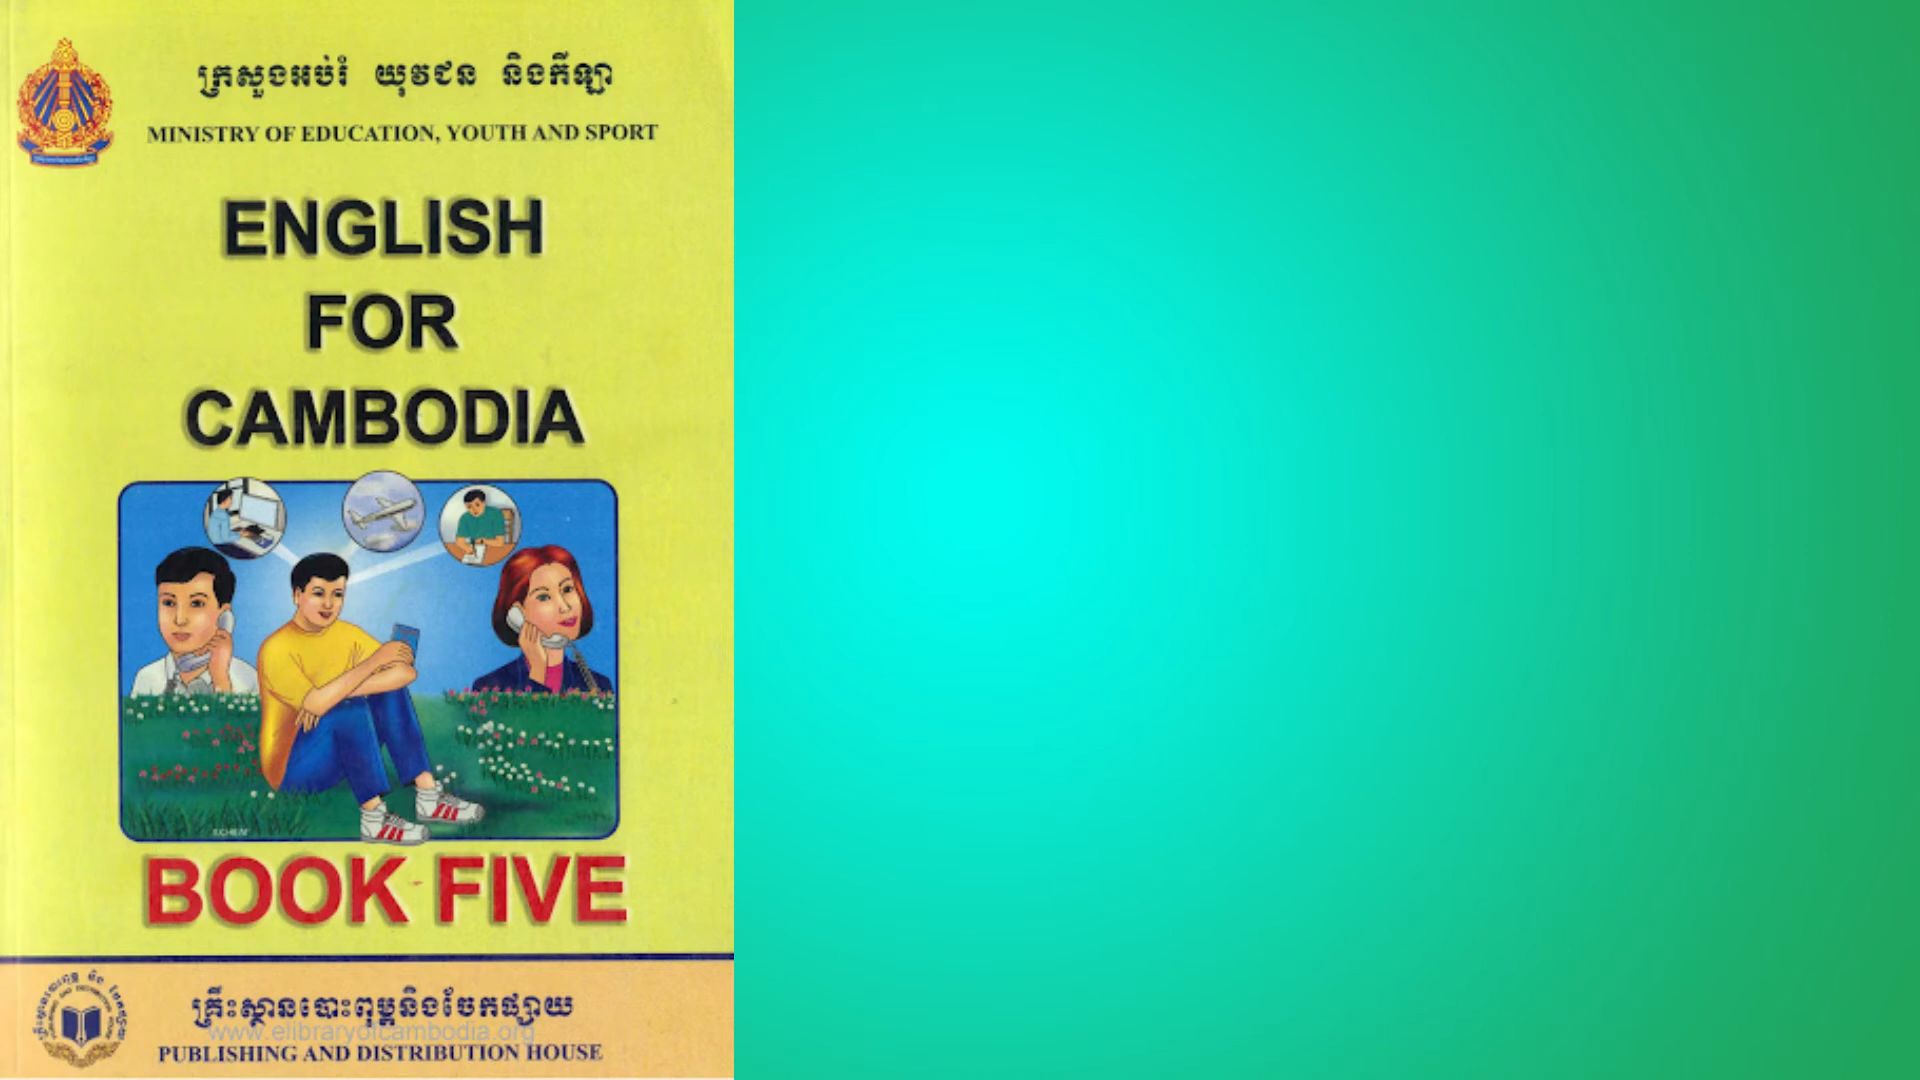 ក្រសួងអប់រំ យុវជន និងកីឡា
MINISTRY OF EDUCATION, YOUTH AND SPORT
ENGLISH
FOR
CAMBODIA
BOOK FIVE
គ្រឹះស្ថានបោះពុម្ពនិងចែកផ្សាយ
www.elibraryofcambodia.org
PUBLISHING AND DISTRIBUTION HOUSE